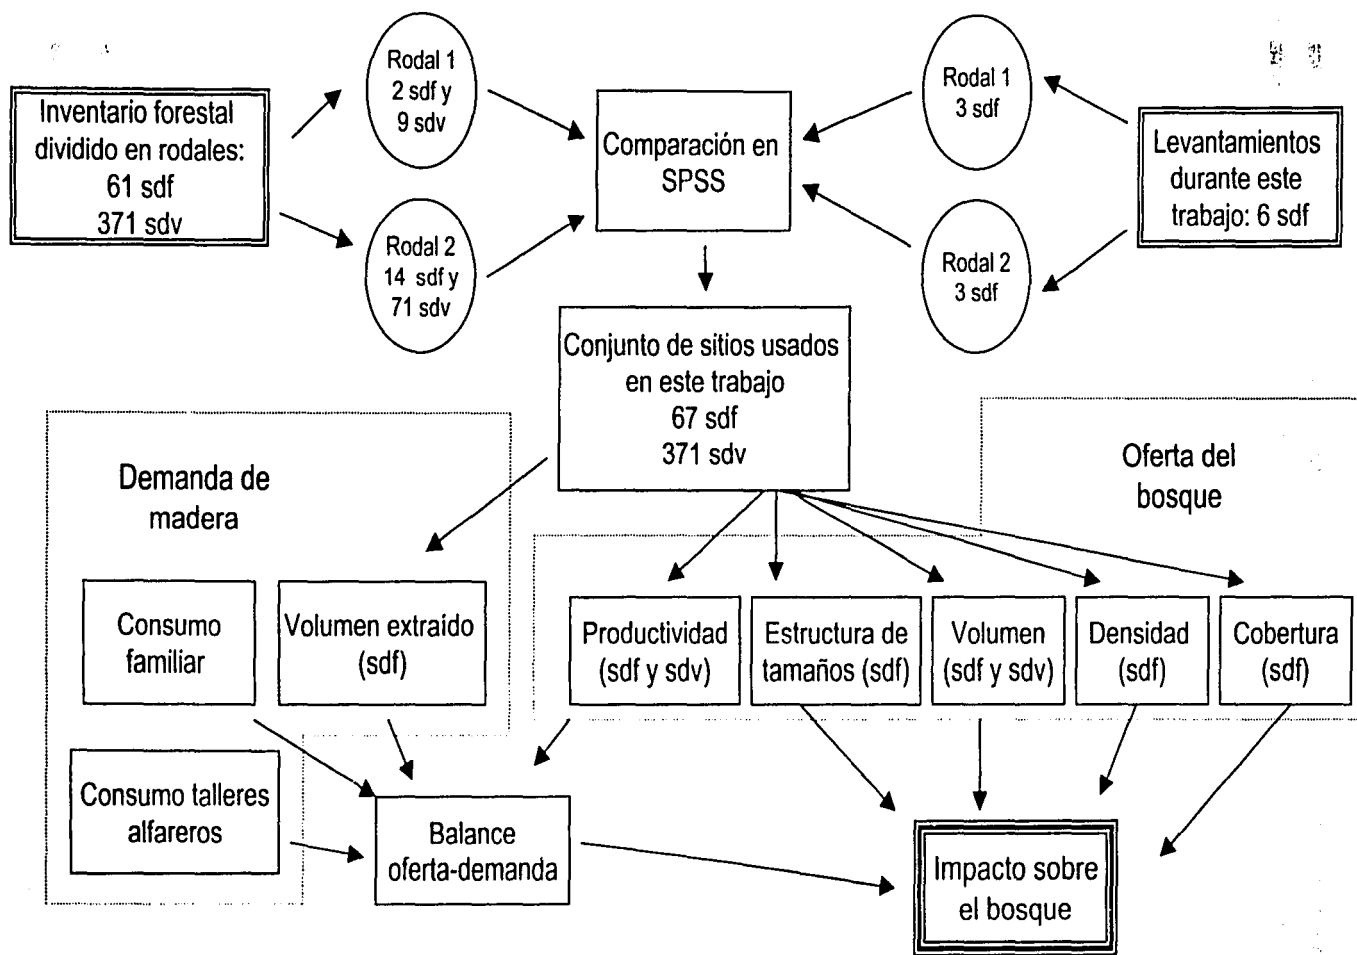 Inventario forestal
dividido en rodales:
61 sdf
371 sdv
Rodal 1
2 sdf y
9 sdv
Rodal 2
14 sdf y
71 sdv
Comparación en
SPSS
Rodal 1
3 sdf
Rodal 2
3 sdf
Levantamientos
durante este
trabajo: 6 sdf
Conjunto de sitios usados
en este trabajo
67 sdf
371 sdv
Demanda de
madera
Oferta del
bosque
Consumo
familiar
Volumen extraído
(sdf)
Productividad
(sdf y sdv)
Estructura de
tamaños (sdf)
Volumen
(sdf y sdv)
Densidad
(sdf)
Cobertura
(sdf)
Consumo talleres
alfareros
Balance
oferta-demanda
Impacto sobre
el bosque